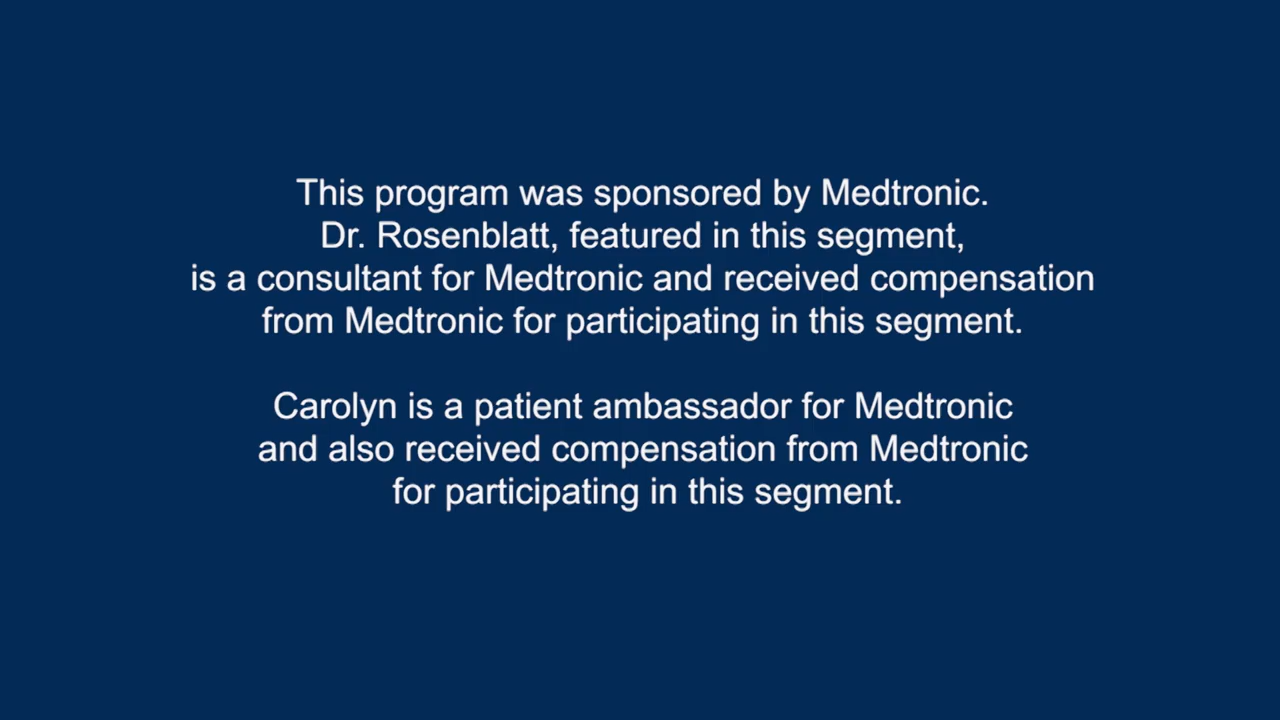 This program was sponsored by Medtronic.
Dr. Rosenblatt, featured in this segment,
is a consultant for Medtronic and received compensation
from Medtronic for participating in this segment.
Carolyn is a patient ambassador for Medtronic
and also received compensation from Medtronic
for participating in this segment.